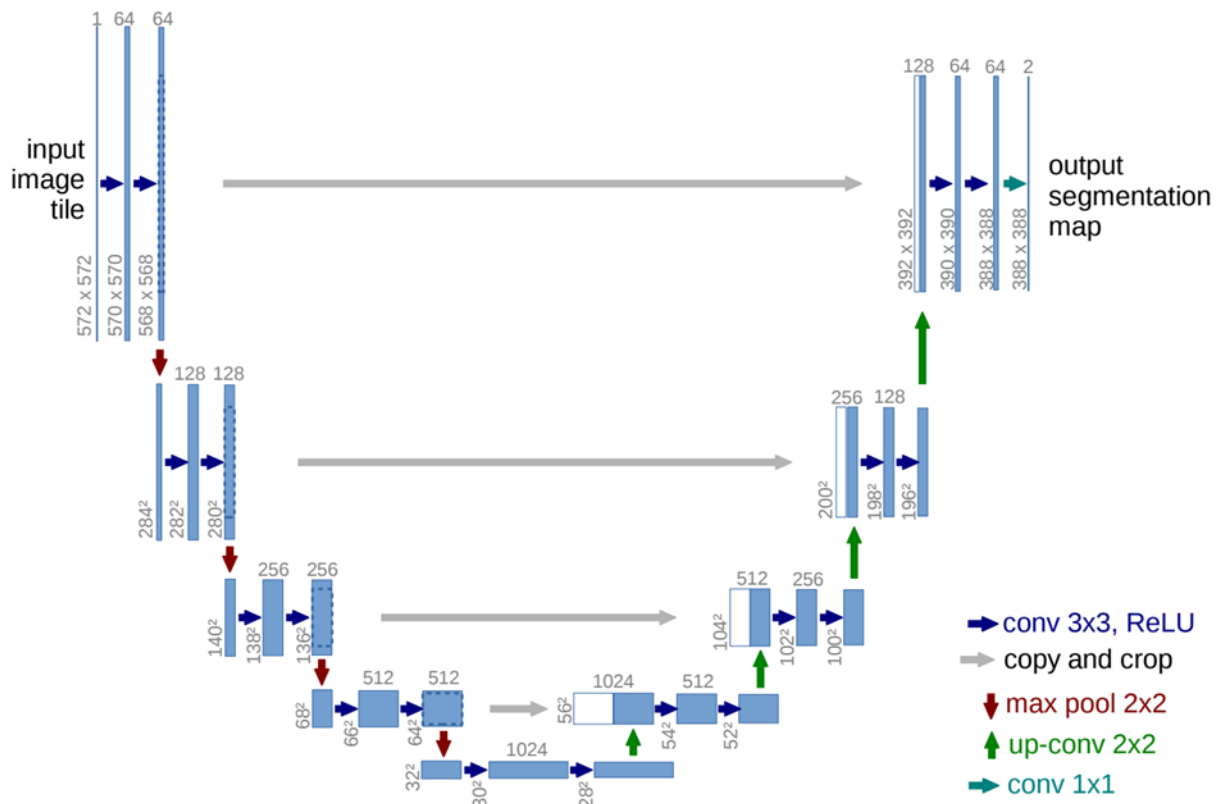 1 64 64
input
image
tile
572 x 572
570 x 570
568 x 568
128 64 64 2
output
segmentation
map
392 x 392
390 x 390
388 x 388
388 x 388
128 128
284²
282²
280²
256 128
200²
198²
196²
256 256
140²
138²
136²
512 256
104²
102²
100²
512 512
68²
66²
64²
1024 512
56²
54²
52²
1024
32²
30²
28²
conv 3x3, ReLU
copy and crop
max pool 2x2
up-conv 2x2
conv 1x1